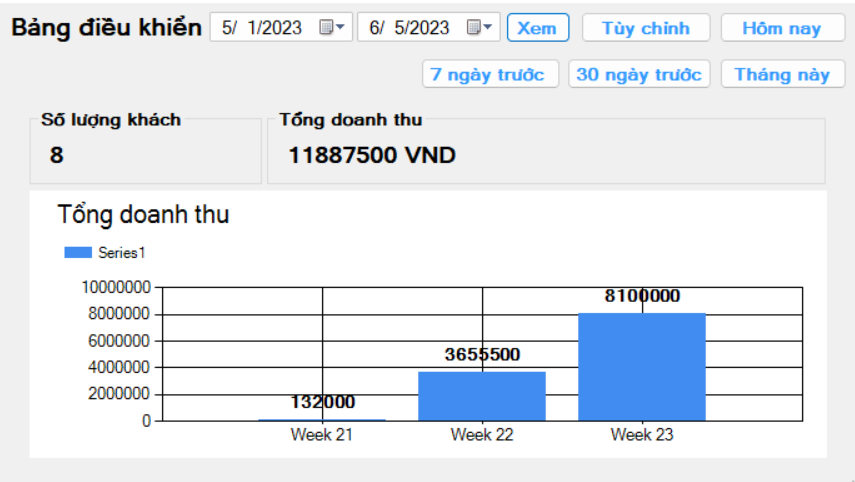 Bảng điều khiển 5/ 1/2023 6/ 5/2023 Xem Tùy chỉnh Hôm nay
7 ngày trước 30 ngày trước Tháng này
Số lượng khách Tổng doanh thu
8 11887500 VND
Tổng doanh thu
Series1
10000000
8100000
8000000
6000000
3655500
4000000
2000000
132000
0
Week 21 Week 22 Week 23